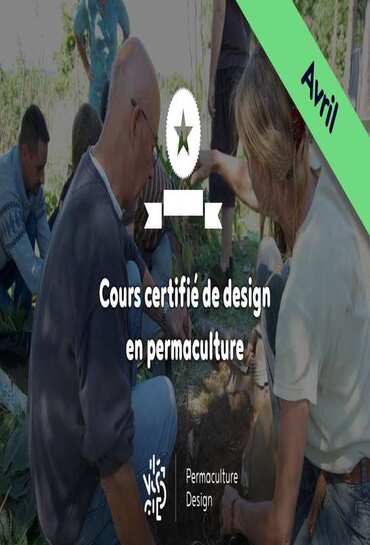 Avril
Cours certifié de design
en permaculture
Permaculture
Design